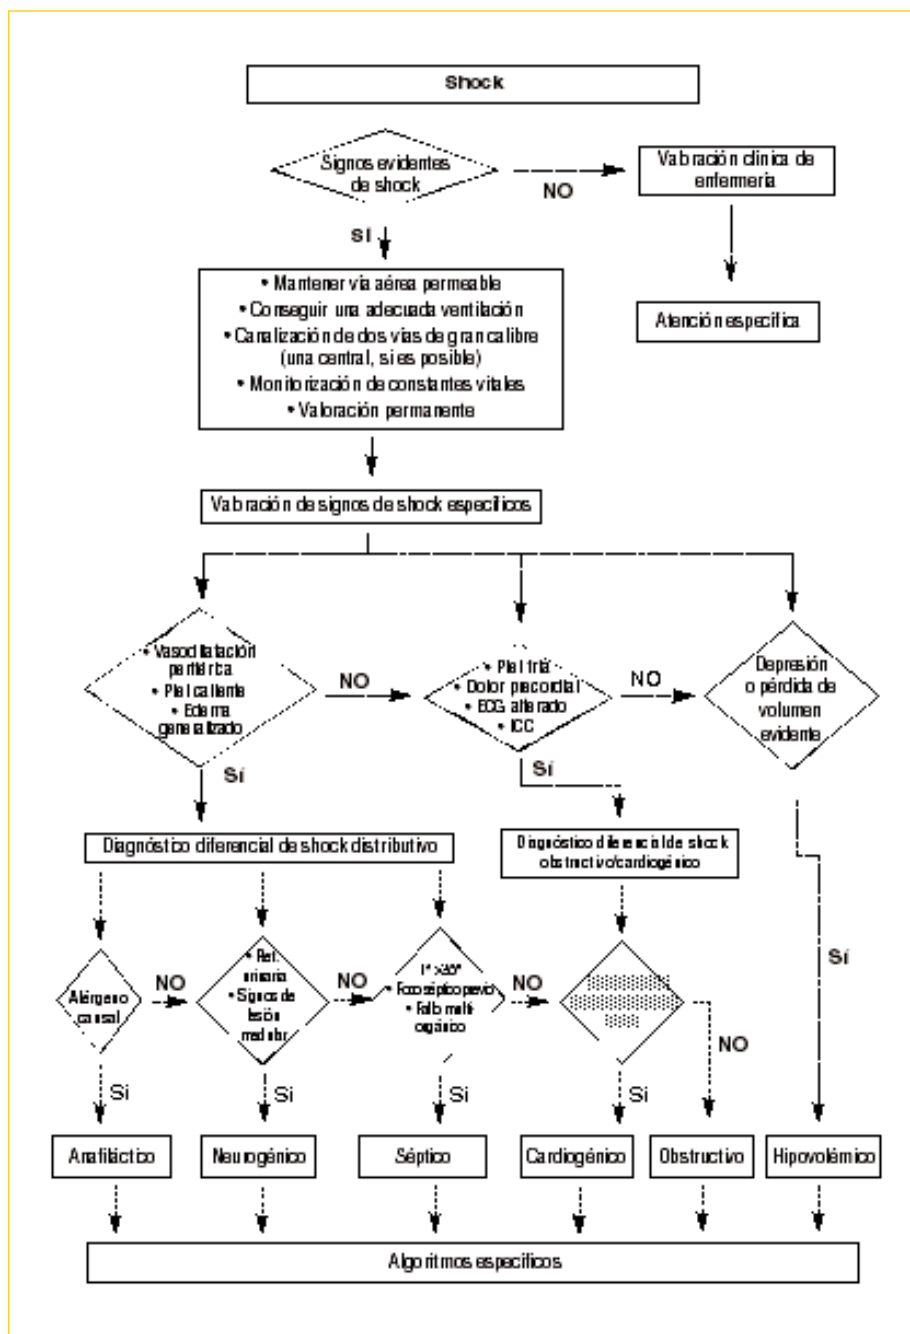 Shock
Signos evidentes
de shock
NO
Valoración clínica de
enfermería
SÍ
• Mantener vía aérea permeable
• Conseguir una adecuada ventilación
• Canalización de dos vías de gran calibre
(una central, si es posible)
• Monitorización de constantes vitales
• Valoración permanente
Atención específica
Valoración de signos de shock específicos
• Vasodilatación
periférica
• Piel caliente
• Edema
generalizado
NO
• Piel fría
• Dolor precordial
• ECG alterado
• ICC
NO
Depresión
o pérdida de
volumen
evidente
Sí
Sí
Diagnóstico diferencial de shock distributivo
Diagnóstico diferencial de shock
obstructivo/cardiogénico
Alérgeno
causal
NO
• Ret.
urinaria
• Signos de
lesión
medular
NO
• Foco séptico previo
• Fallo multi-
orgánico
NO
NO
Sí
Sí
Sí
Sí
Sí
Anafiláctico
Neurogénico
Séptico
Cardiogénico
Obstructivo
Hipovolémico
Algoritmos específicos